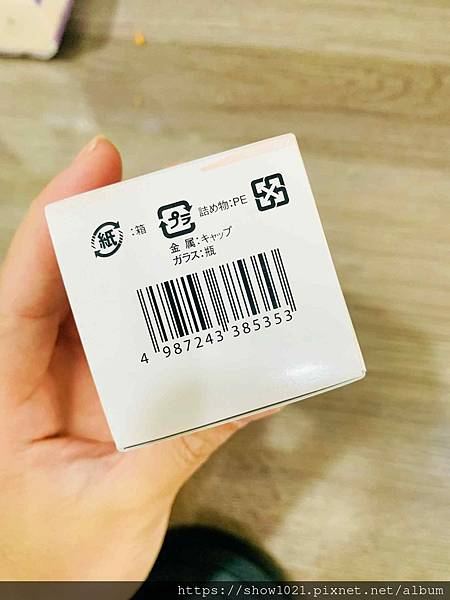 紙 :箱 プラ 詰め物:PE
金 属:キャップ
ガラス:瓶
4 987243 385353
https://show1021.pixnet.net/album